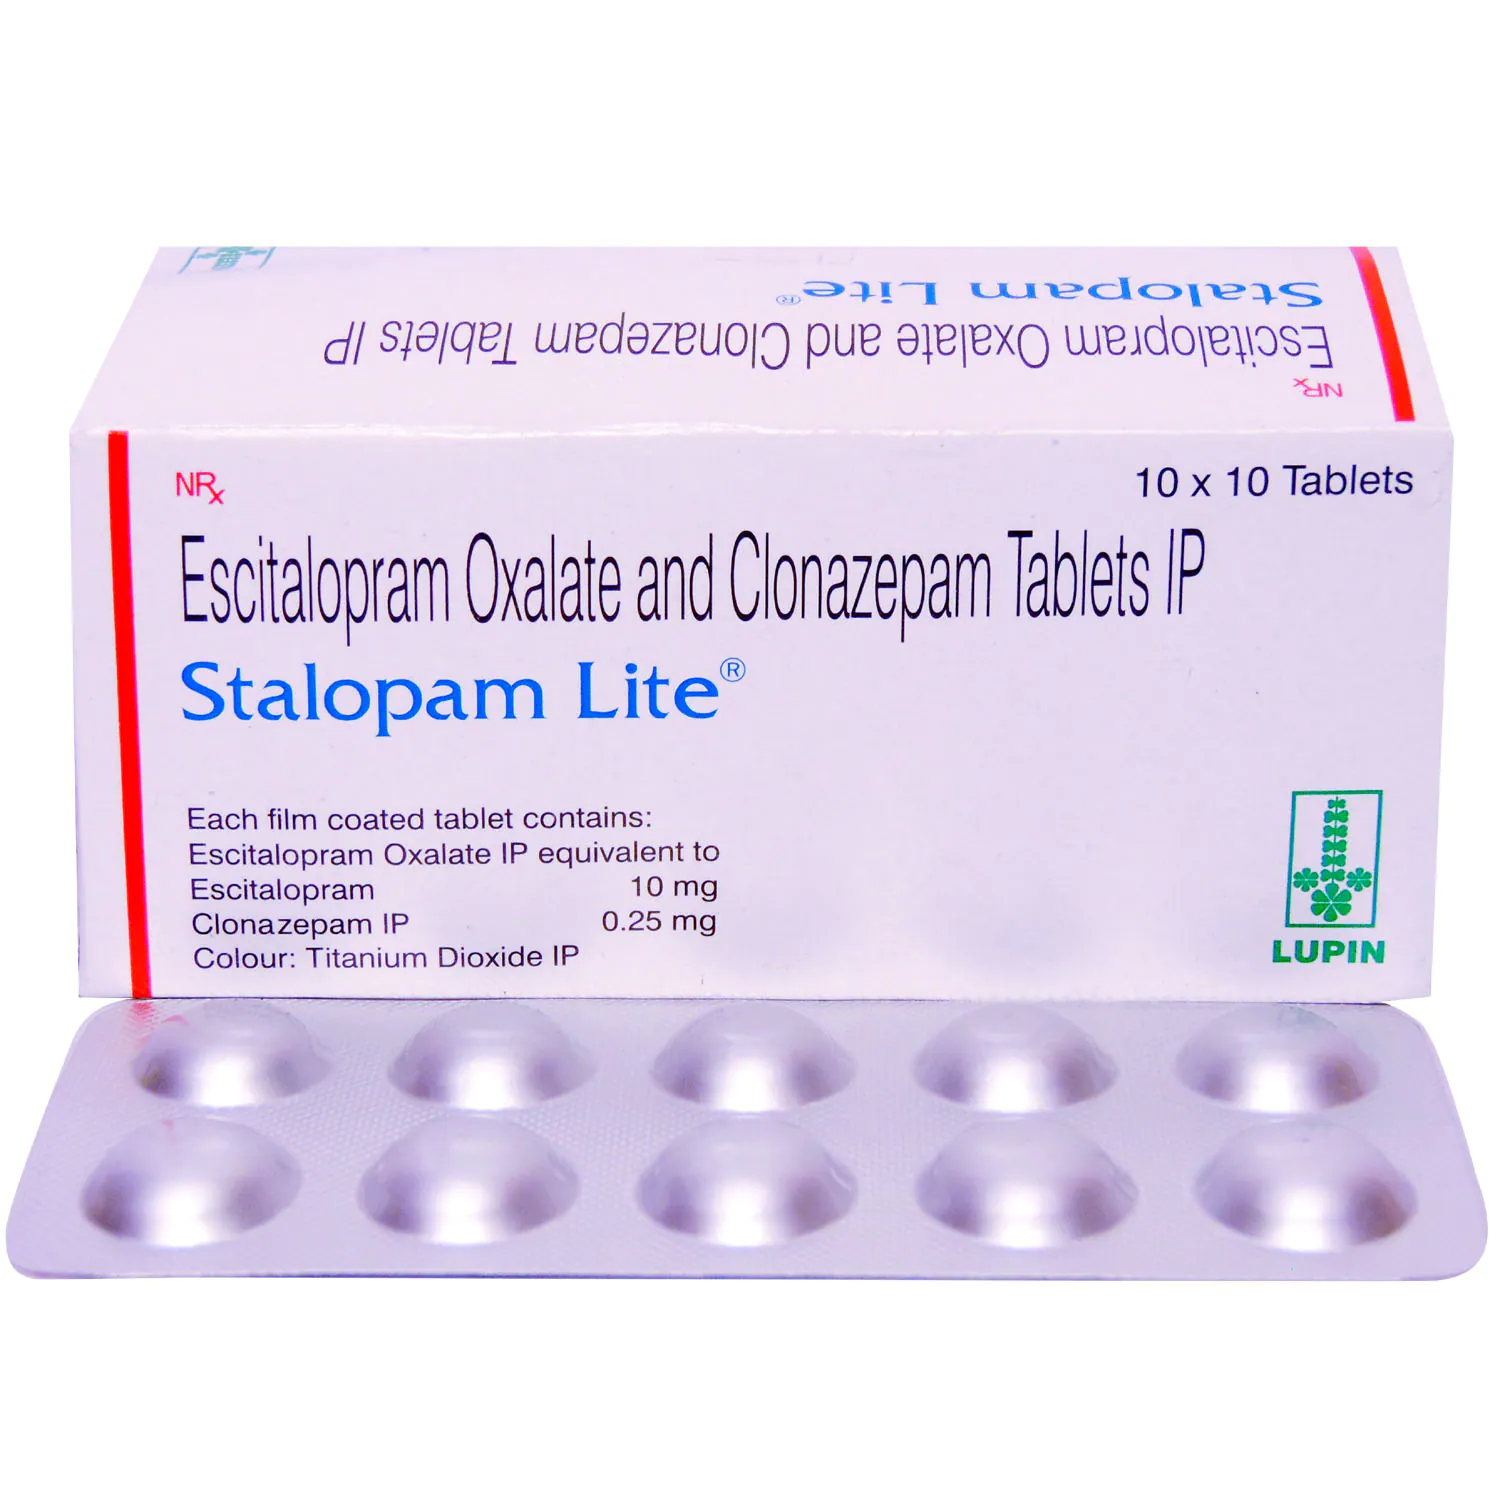 Stalopam Lite®
Escitalopram Oxalate and Clonazepam Tablets IP
NRx
NRx
10 x 10 Tablets
Escitalopram Oxalate and Clonazepam Tablets IP
Stalopam Lite®
Each film coated tablet contains:
Escitalopram Oxalate IP equivalent to
Escitalopram 10 mg
Clonazepam IP 0.25 mg
Colour: Titanium Dioxide IP
LUPIN